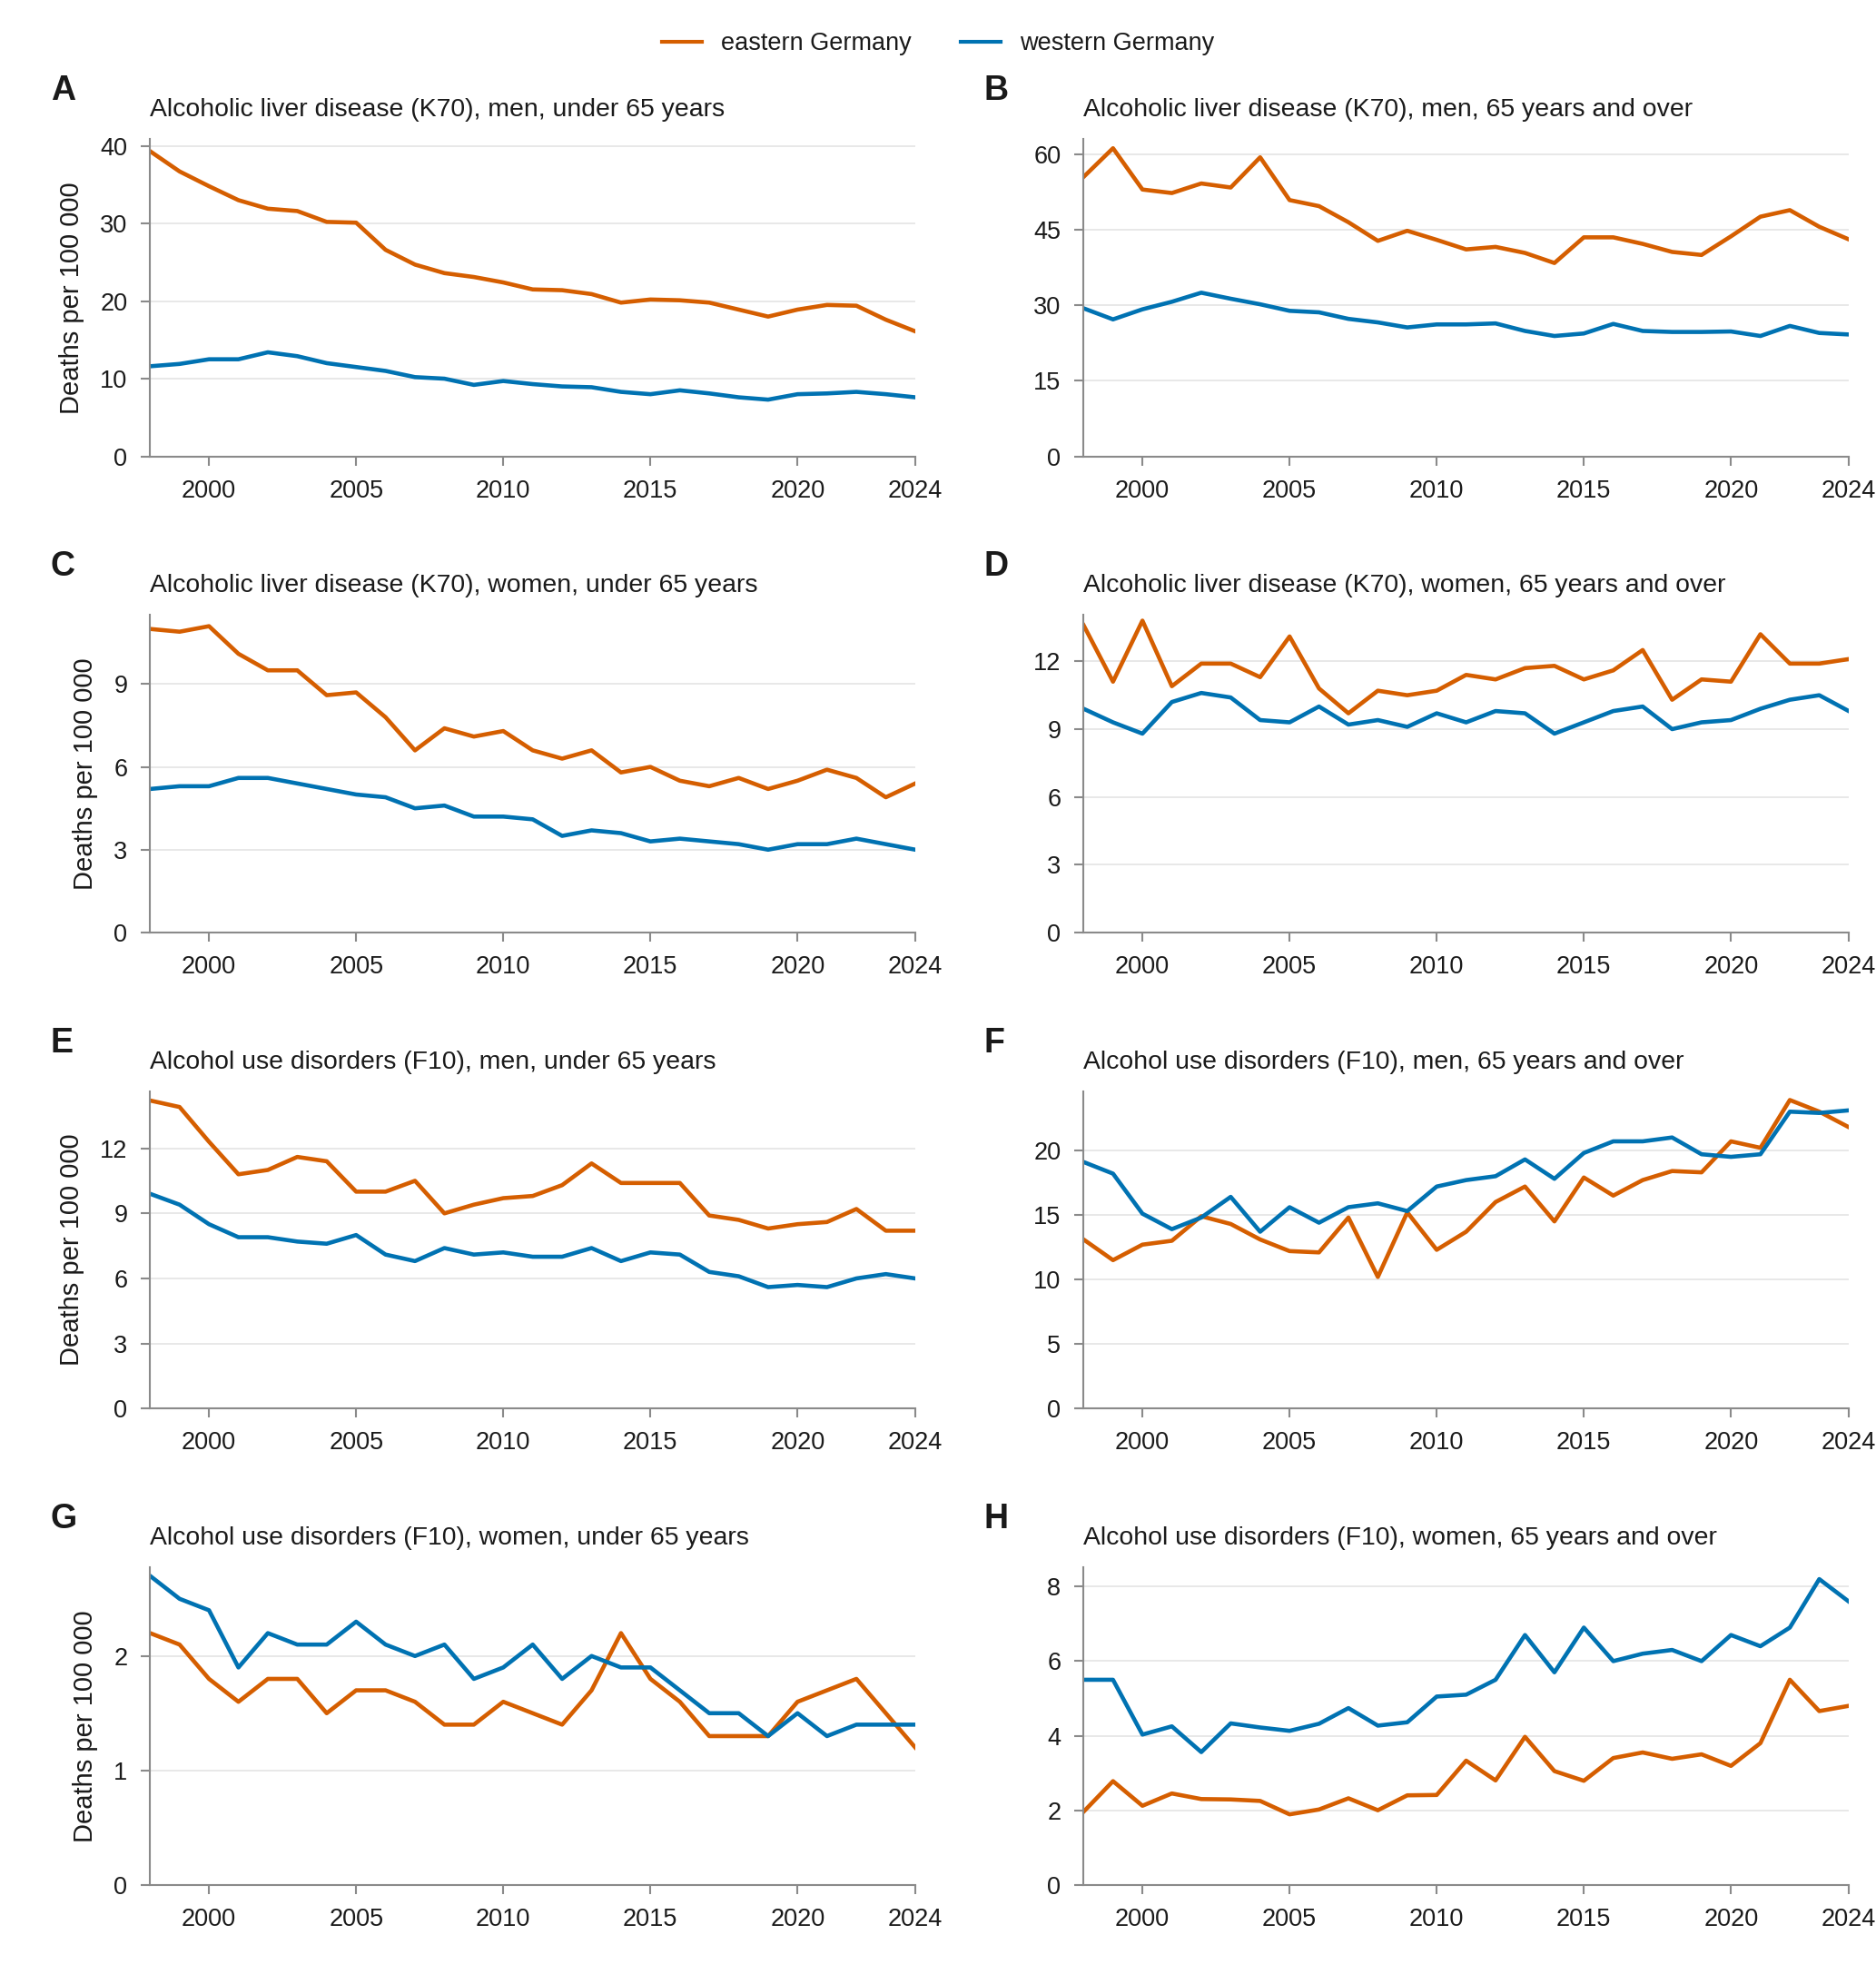 eastern Germany western Germany
A
Alcoholic liver disease (K70), men, under 65 years
Deaths per 100 000
40
30
20
10
0
2000 2005 2010 2015 2020 2024
B
Alcoholic liver disease (K70), men, 65 years and over
60
45
30
15
0
2000 2005 2010 2015 2020 2024
C
Alcoholic liver disease (K70), women, under 65 years
Deaths per 100 000
9
6
3
0
2000 2005 2010 2015 2020 2024
D
Alcoholic liver disease (K70), women, 65 years and over
12
9
6
3
0
2000 2005 2010 2015 2020 2024
E
Alcohol use disorders (F10), men, under 65 years
Deaths per 100 000
12
9
6
3
0
2000 2005 2010 2015 2020 2024
F
Alcohol use disorders (F10), men, 65 years and over
20
15
10
5
0
2000 2005 2010 2015 2020 2024
G
Alcohol use disorders (F10), women, under 65 years
Deaths per 100 000
2
1
0
2000 2005 2010 2015 2020 2024
H
Alcohol use disorders (F10), women, 65 years and over
8
6
4
2
0
2000 2005 2010 2015 2020 2024